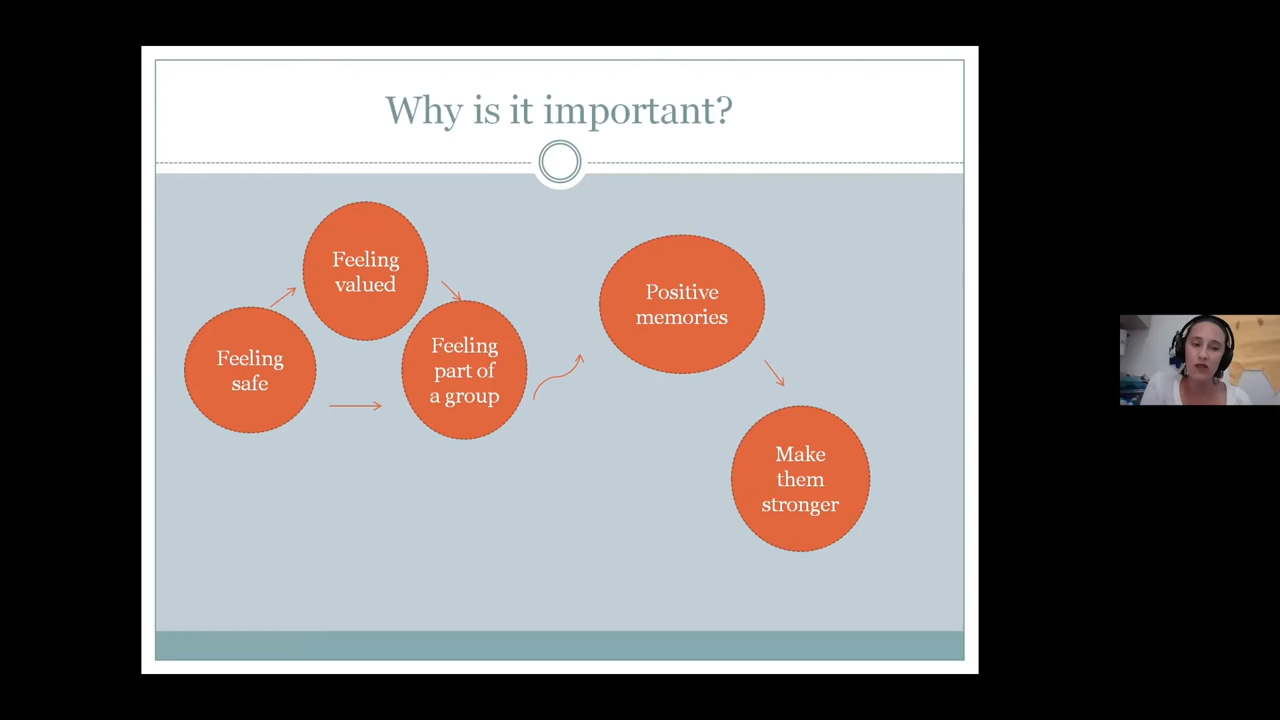 Why is it important?
Feeling
valued
Feeling
safe
Feeling
part of
a group
Positive
memories
Make
them
stronger